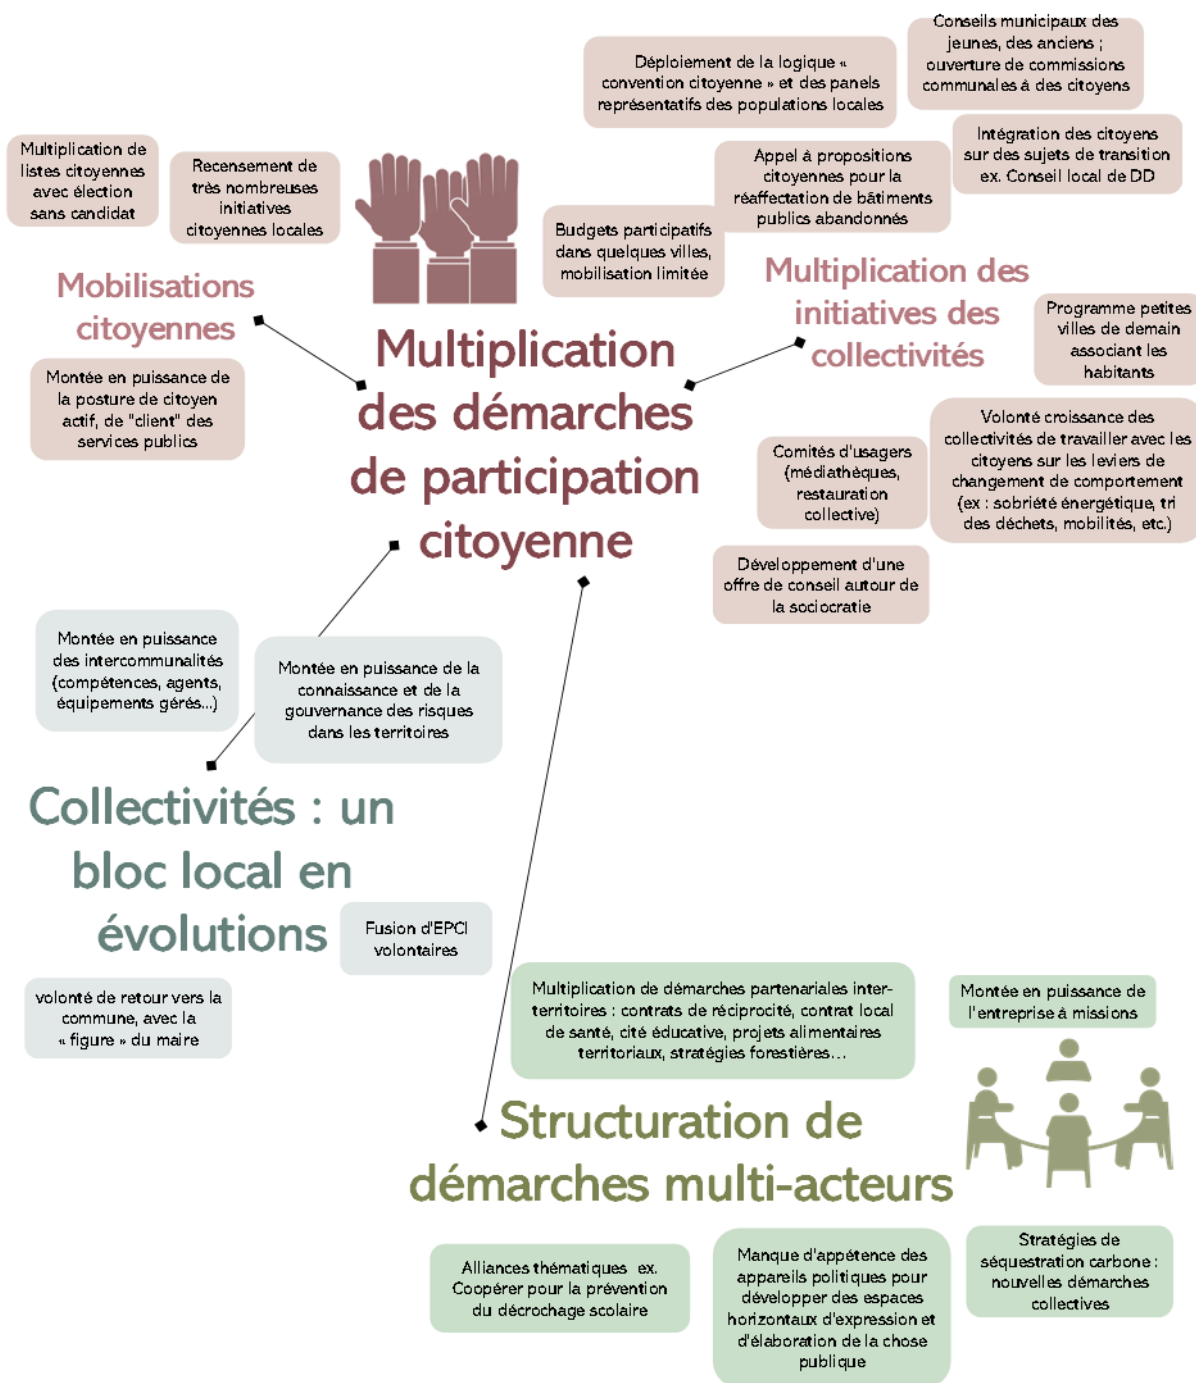 Conseils municipaux des
jeunes, des anciens ;
ouverture de commissions
communales à des citoyens
Déploiement de la logique «
convention citoyenne » et des panels
représentatifs des populations locales
Multiplication de
listes citoyennes
avec élection
sans candidat
Recensement de
très nombreuses
initiatives
citoyennes locales
Appel à propositions
citoyennes pour la
réaffectation de bâtiments
publics abandonnés
Intégration des citoyens
sur des sujets de transition
ex. Conseil local de DD
Budgets participatifs
dans quelques villes,
mobilisation limitée
Mobilisations
citoyennes
Multiplication des
initiatives des
collectivités
Programme petites
villes de demain
associant les
habitants
Montée en puissance de
la posture de citoyen
actif, de "client" des
services publics
Multiplication
des démarches
de participation
citoyenne
Comités d'usagers
(médiathèques,
restauration
collective)
Volonté croissance des
collectivités de travailler avec les
citoyens sur les leviers de
changement de comportement
(ex : sobriété énergétique, tri
des déchets, mobilités, etc.)
Développement d'une
offre de conseil autour de
la sociocratie
Montée en puissance
des intercommunalités
(compétences, agents,
équipements gérés...)
Montée en puissance de la
connaissance et de la
gouvernance des risques
dans les territoires
Collectivités : un
bloc local en
évolutions
Fusion d'EPCI
volontaires
volonté de retour vers la
commune, avec la
« figure » du maire
Multiplication de démarches partenariales inter-
territoires : contrats de réciprocité, contrat local
de santé, cité éducative, projets alimentaires
territoriaux, stratégies forestières...
Montée en puissance de
l'entreprise à missions
Structuration de
démarches multi-acteurs
Alliances thématiques ex.
Coopérer pour la prévention
du décrochage scolaire
Manque d'appétence des
appareils politiques pour
développer des espaces
horizontaux d'expression et
d'élaboration de la chose
publique
Stratégies de
séquestration carbone :
nouvelles démarches
collectives